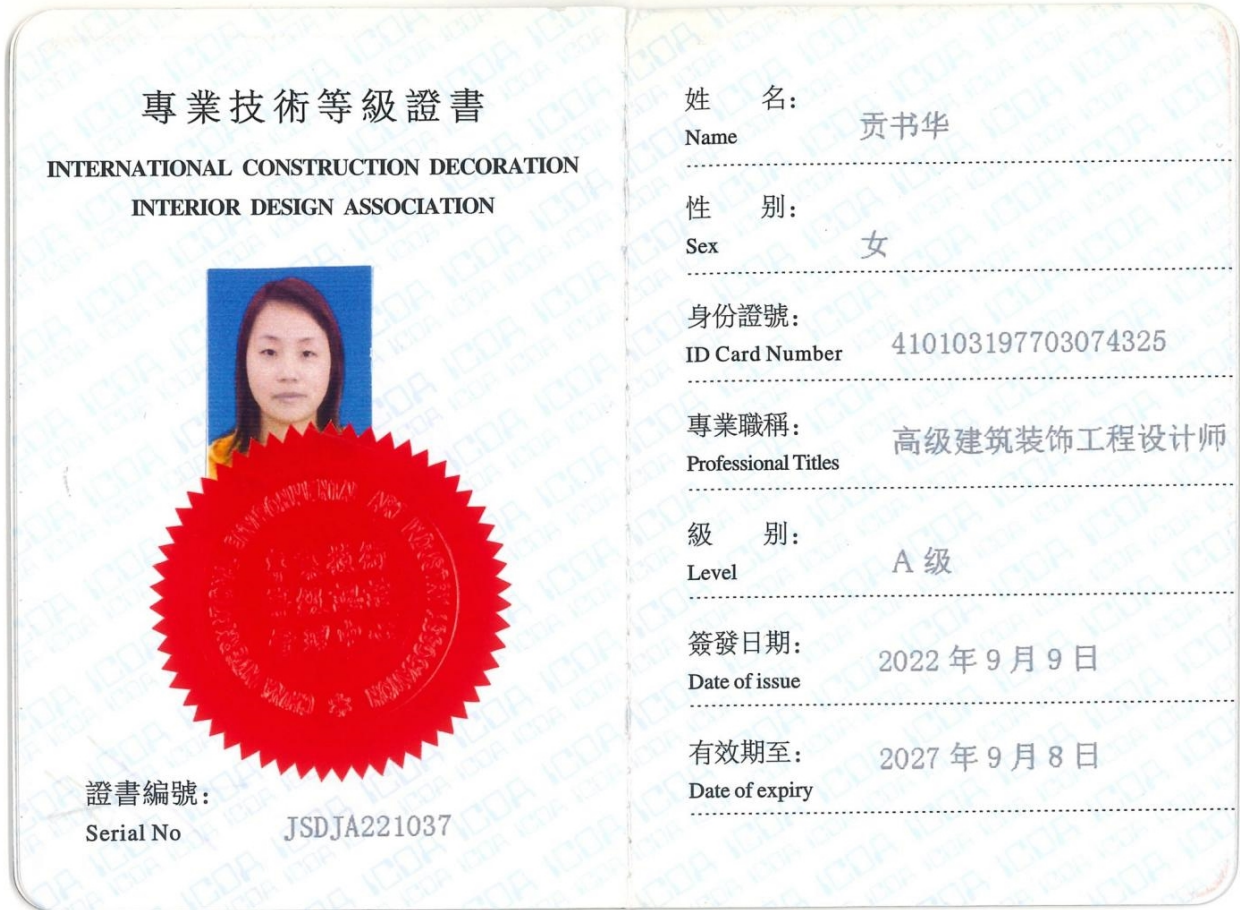 專業技術等級證書
INTERNATIONAL CONSTRUCTION DECORATION
INTERIOR DESIGN ASSOCIATION
證書編號:
Serial No JSDJA221037
姓 名: 贡书华
Name
性 别: 女
Sex
身份證號:
ID Card Number 410103197703074325
專業職稱: 高级建筑装饰工程设计师
Professional Titles
級 别:
Level A 级
簽發日期: 2022 年 9 月 9 日
Date of issue
有效期至: 2027 年 9 月 8 日
Date of expiry